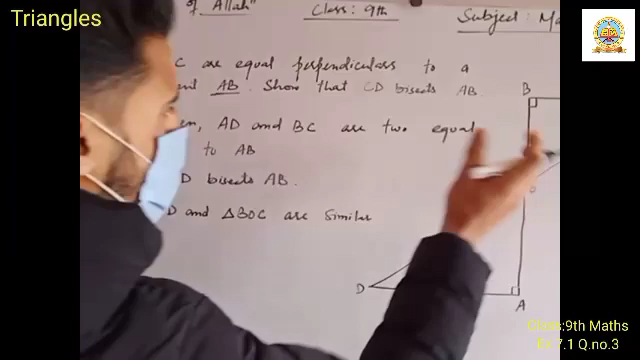 Triangles
of Allah"
Class: 9th
Subject: Ma
C are equal perpendiculars to a
AB. Show that CD bisects AB.
B
en, AD and BC are two equal
to AB
D bisects AB.
O
D and ΔBOC are Similar
D
A
Class:9th Maths
Ex 7.1 Q.no.3